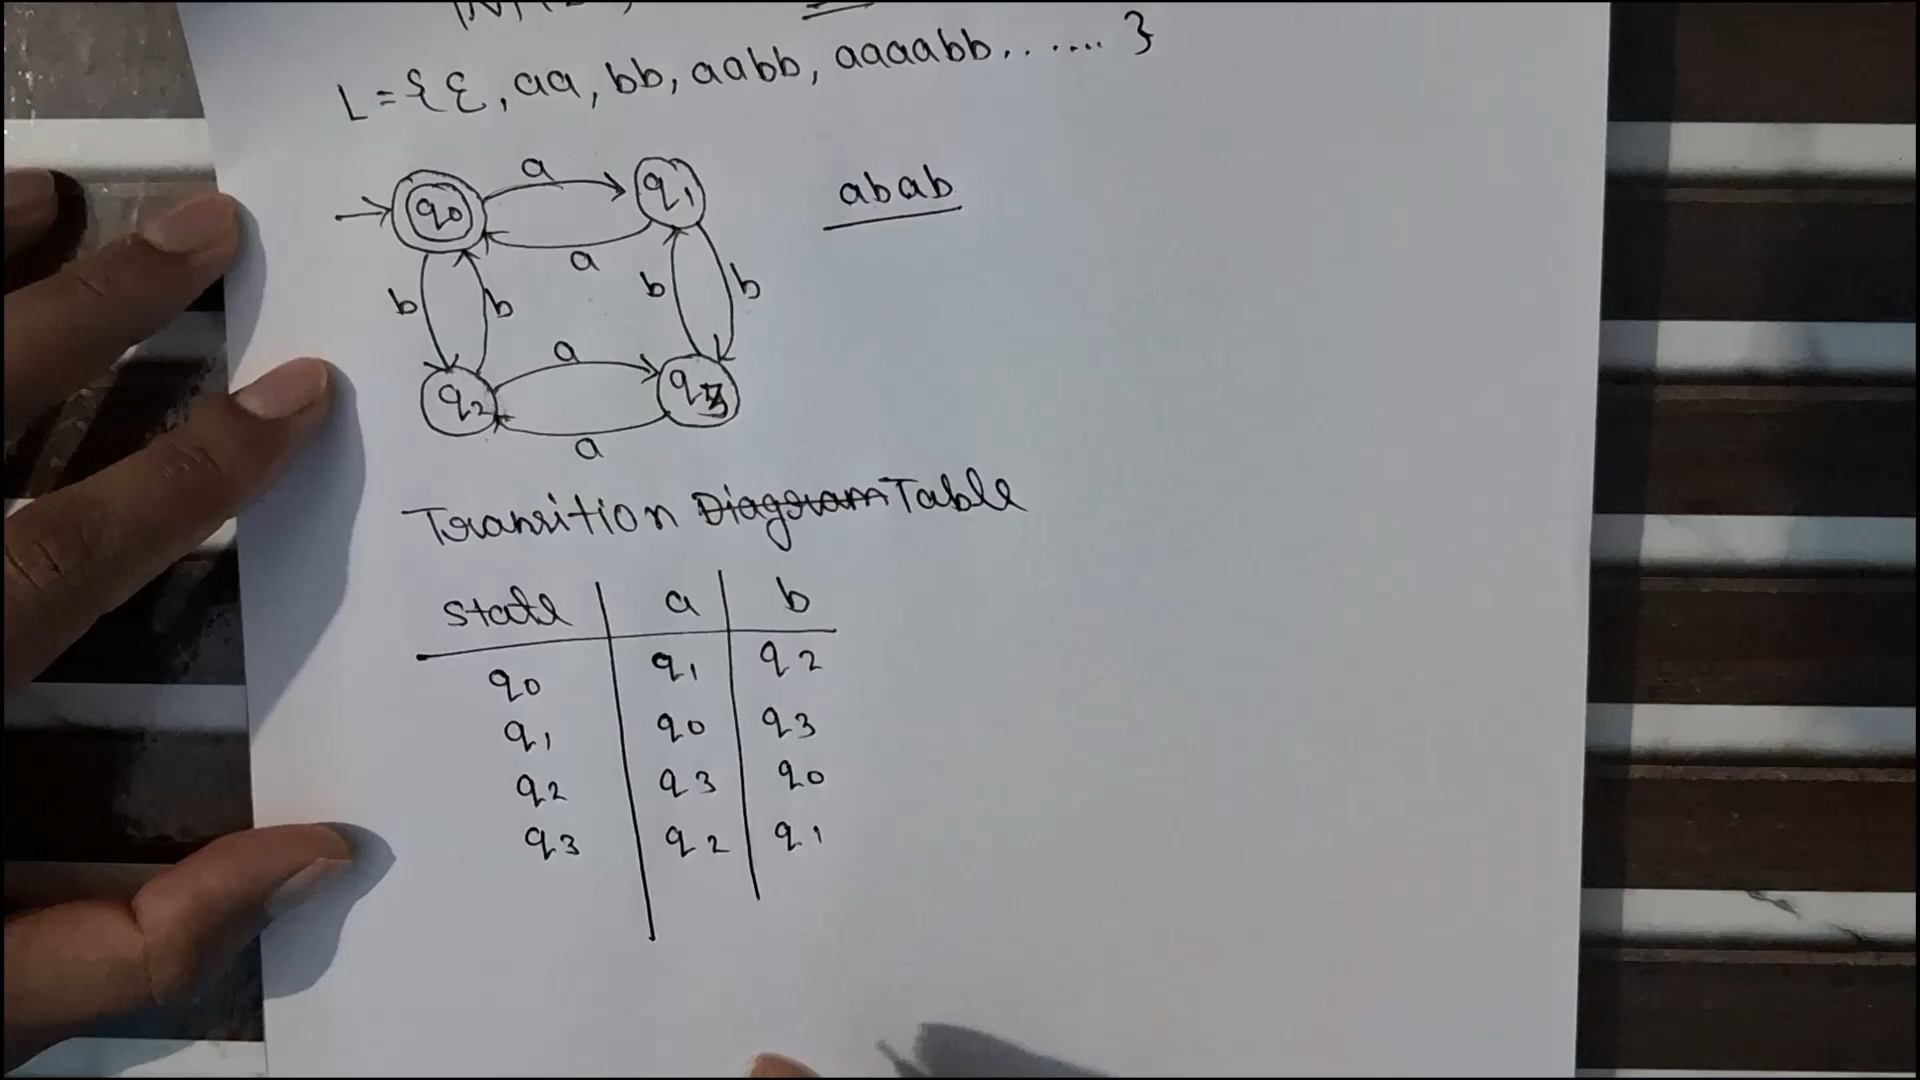 L = {ε, aa, bb, aabb, aaaabb.......}
a
q0 q1 abab
a
b b b b
a
q2 q3
a
Transition Diagram Table
state a b
q0 q1 q2
q1 q0 q3
q2 q3 q0
q3 q2 q1